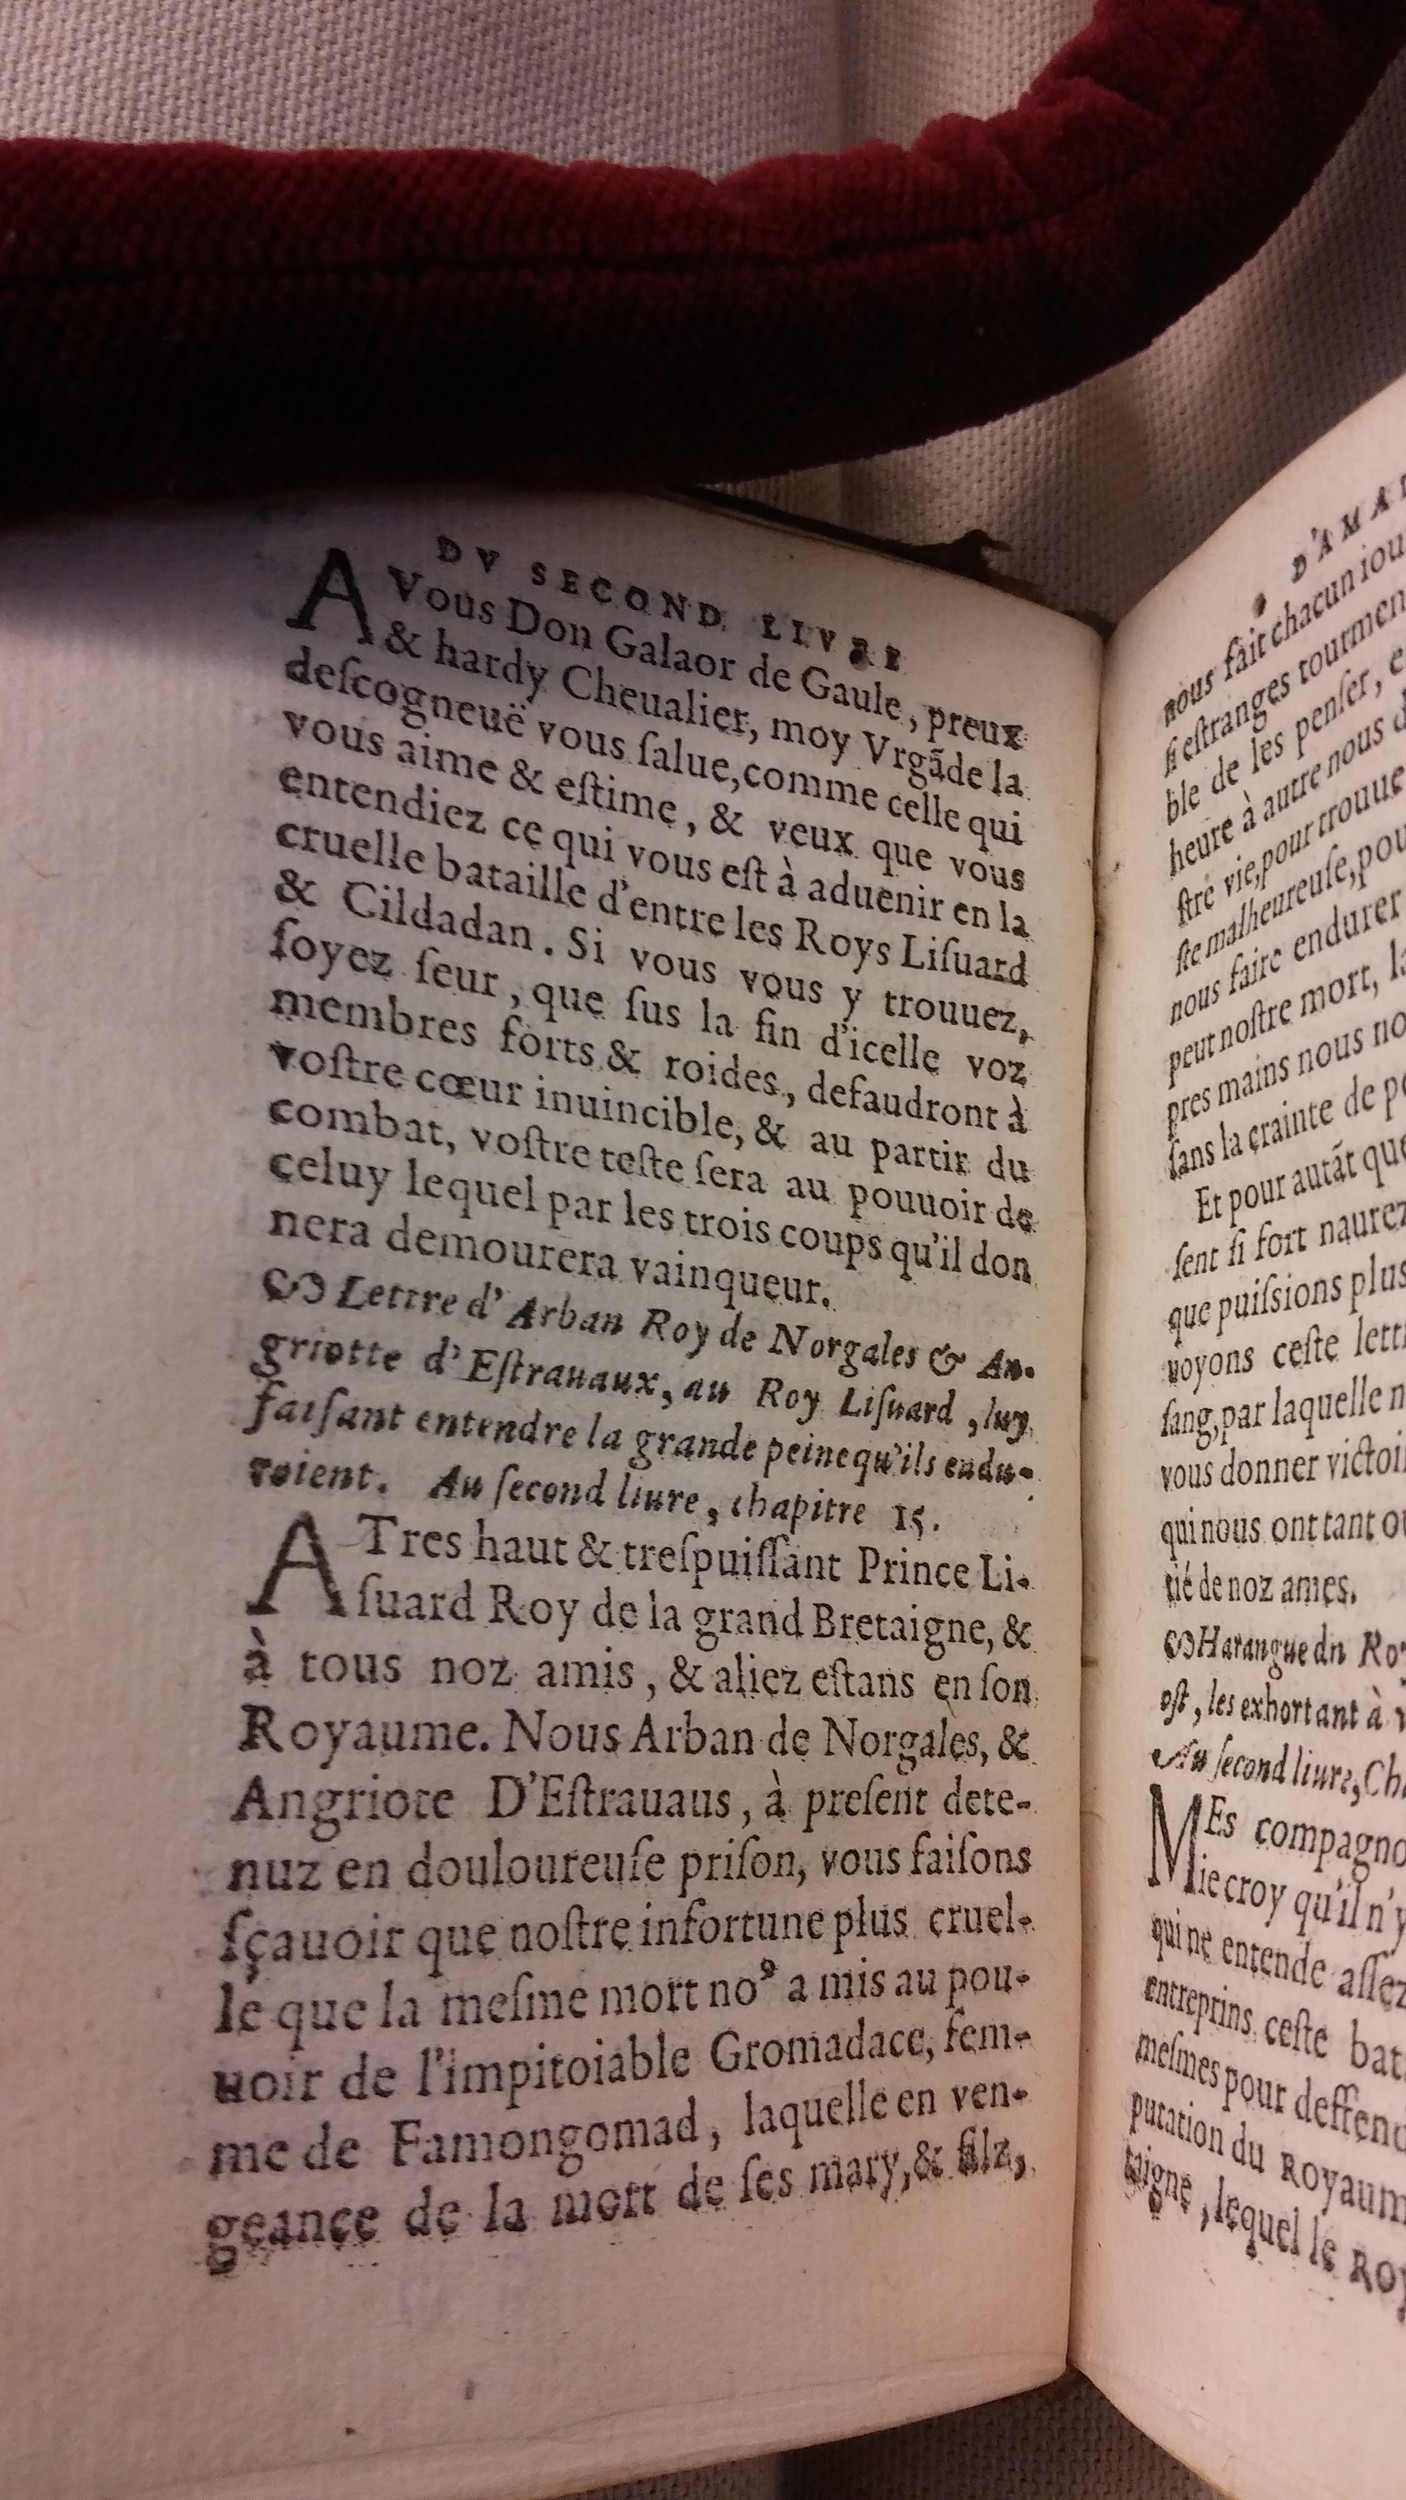 DV SECOND LIVRE
A Vous Don Galaor de Gaule, preux
& hardy Cheualier, moy Vrgãde la
deſcogneuë vous ſalue, comme celle qui
vous aime & eſtime, & veux que vous
entendiez ce qui vous eſt à aduenir en la
cruelle bataille d'entre les Roys Liſuard
& Cildadan. Si vous vous y trouuez,
ſoyez ſeur, que ſus la fin d'icelle voz
membres forts & roides, defaudront à
voſtre cœur inuincible, & au partir du
combat, voſtre teſte ſera au pouuoir de
celuy lequel par les trois coups qu'il don
nera demourera vainqueur.
Lettre d'Arban Roy de Norgales & An-
griotte d'Eſtrauaux, au Roy Liſuard, luy
faiſant entendre la grande peine qu'ils endu-
roient. Au ſecond liure, chapitre 15.
A Tres haut & treſpuiſſant Prince Li-
ſuard Roy de la grand Bretaigne, &
à tous noz amis, & aliez eſtans en ſon
Royaume. Nous Arban de Norgales, &
Angriote D'Eſtrauaus, à preſent dete-
nuz en douloureuſe priſon, vous faiſons
ſçauoir que noſtre infortune plus cruel-
le que la meſme mort noꝰ a mis au pou-
uoir de l'impitoiable Gromadace, fem-
me de Famongomad, laquelle en ven-
geance de la mort de ſes mary, & filz,
D'AMA
nous fait chacun iou
ſi eſtranges tourmen
ble de les penſer, e
heure à autre nous d
ſtre vie, pour trouue
ſte malheureuſe, pou
nous faire endurer
peut noſtre mort, la
pres mains nous no
ſans la crainte de pe
Et pour autãt que
ſent ſi fort naurez
que puiſsions plus
uoyons ceſte lettr
ſang, par laquelle n
vous donner victoi
qui nous ont tant o
tié de noz ames.
Harangue dn Roy
oſt, les exhortant à
Au ſecond liure, Ch
MEs compagno
ie croy qu'il n'y
qui ne entende aſſez
entreprins ceſte bat
meſmes pour deffend
putation du Royaum
taigne, lequel le Roy